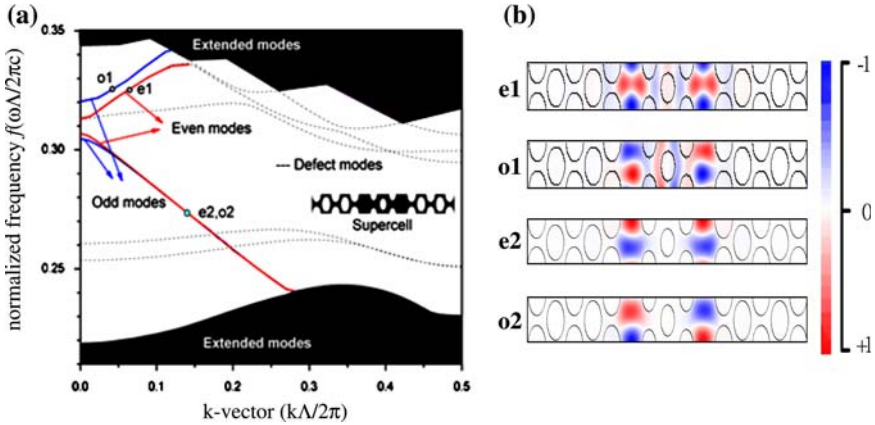 (a)
normalized frequency f(ωΛ/2πc)
0.35
0.30
0.25
0.0
0.1
0.2
0.3
0.4
0.5
k-vector (kΛ/2π)
Extended modes
o1
e1
Even modes
---- Defect modes
Odd modes
e2,o2
Supercell
Extended modes
(b)
e1
o1
e2
o2
-1
0
+1